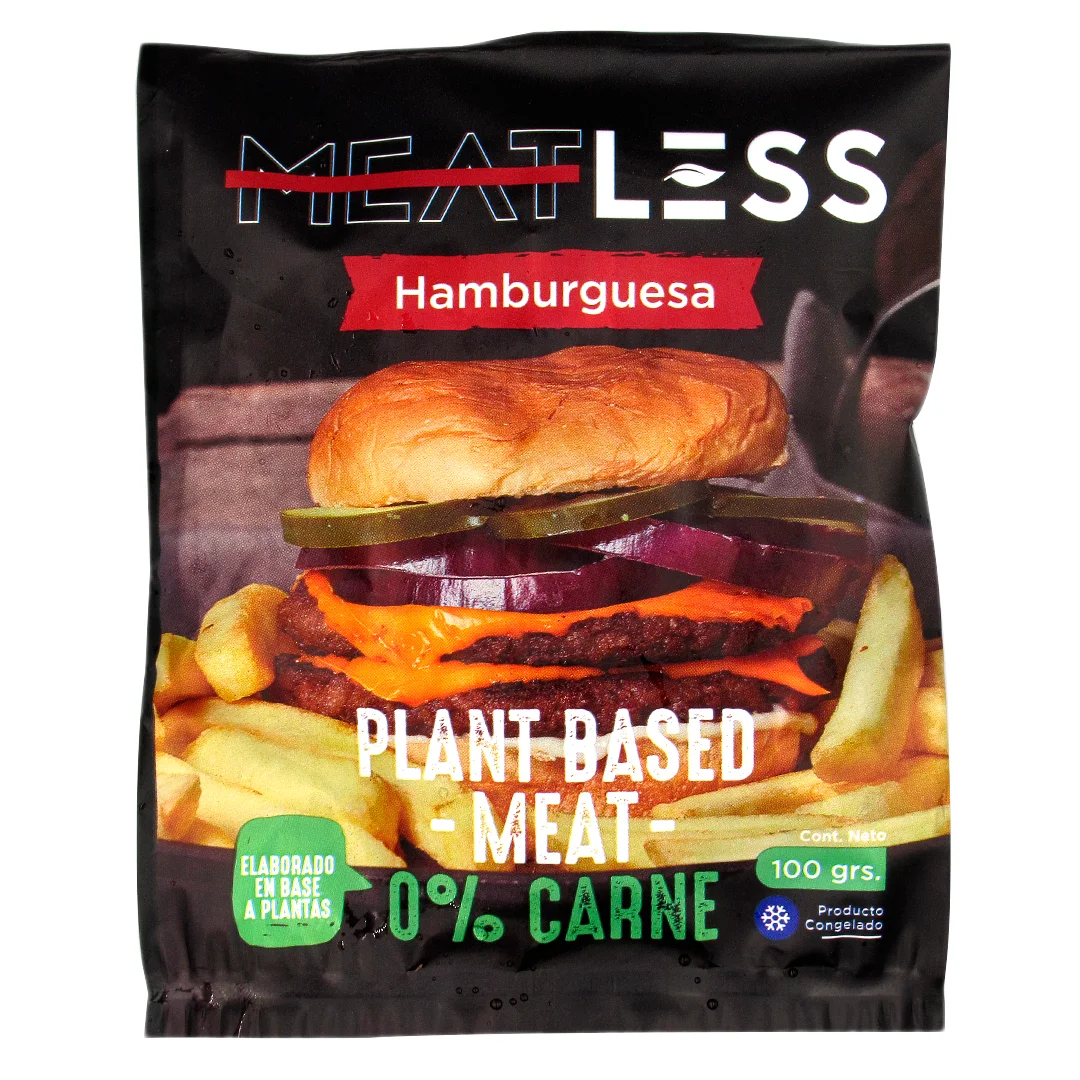 MEATLESS
Hamburguesa
PLANT BASED
- MEAT -
0% CARNE
ELABORADO
EN BASE
A PLANTAS
Cont. Neto
100 grs.
Producto
Congelado